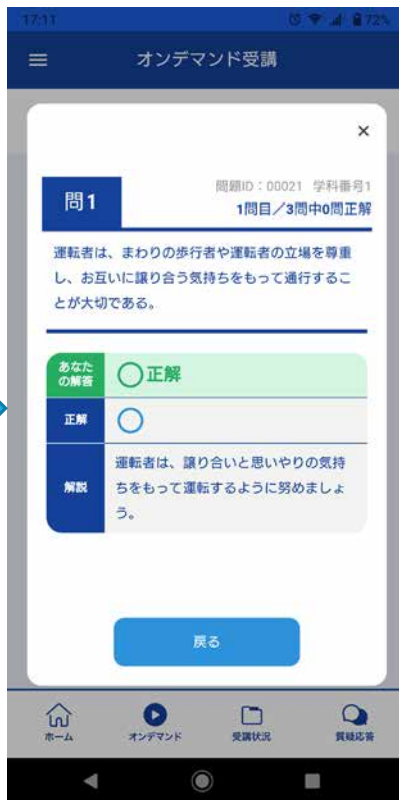 17:11
72%
オンデマンド受講
×
問題ID:00021 学科番号1
問1
1問目/3問中0問正解
運転者は、まわりの歩行者や運転者の立場を尊重
し、お互いに譲り合う気持ちをもって通行するこ
とが大切である。
あなた
の解答
○正解
正解
○
解説
運転者は、譲り合いと思いやりの気持
ちをもって運転するように努めましょ
う。
戻る
ホーム
オンデマンド
受講状況
質疑応答